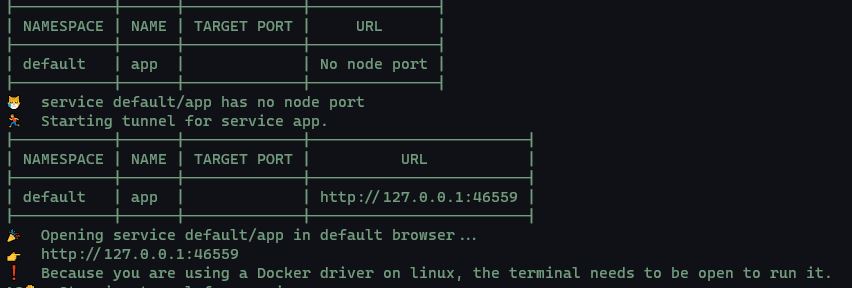 | NAMESPACE | NAME | TARGET PORT | URL |
| default | app | | No node port |
😹 service default/app has no node port
🏃 Starting tunnel for service app.
| NAMESPACE | NAME | TARGET PORT | URL |
| default | app | | http://127.0.0.1:46559 |
🎉 Opening service default/app in default browser...
👉 http://127.0.0.1:46559
❗ Because you are using a Docker driver on linux, the terminal needs to be open to run it.